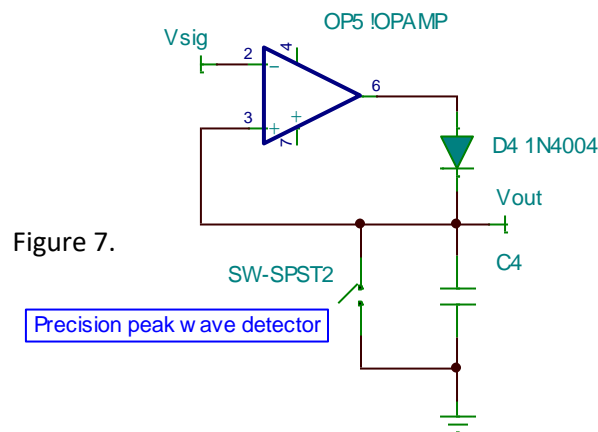 OP5 !OPAMP
Vsig
2
4
6
3
7
D4 1N4004
Vout
Figure 7.
C4
SW-SPST2
Precision peak wave detector